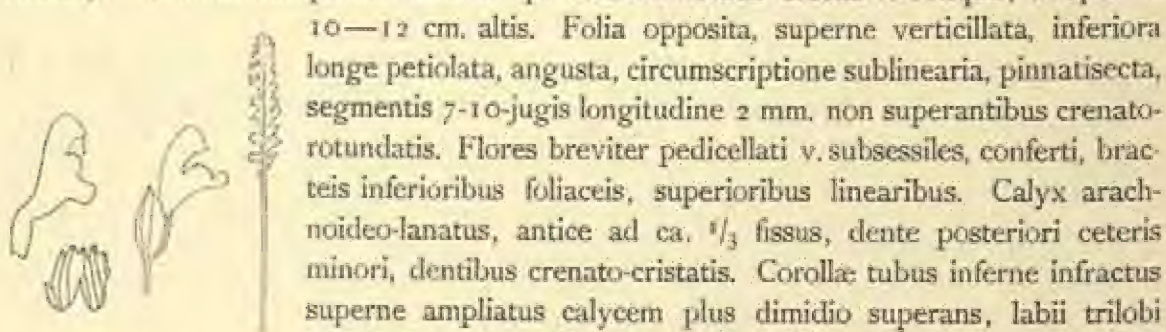 10—12 cm. altis. Folia opposita, superne verticillata, inferiora
longe petiolata, angusta, circumscriptione sublinearia, pinnatisecta,
segmentis 7-10-jugis longitudine 2 mm. non superantibus crenato-
rotundatis. Flores breviter pedicellati v. subsessiles, conferti, brac-
teis inferioribus foliaceis, superioribus linearibus. Calyx arach-
noideo-lanatus, antice ad ca. ¹/₃ fissus, dente posteriori ceteris
minori, dentibus crenato-cristatis. Corollæ tubus inferne infractus
superne ampliatus calycem plus dimidio superans, labii trilobi